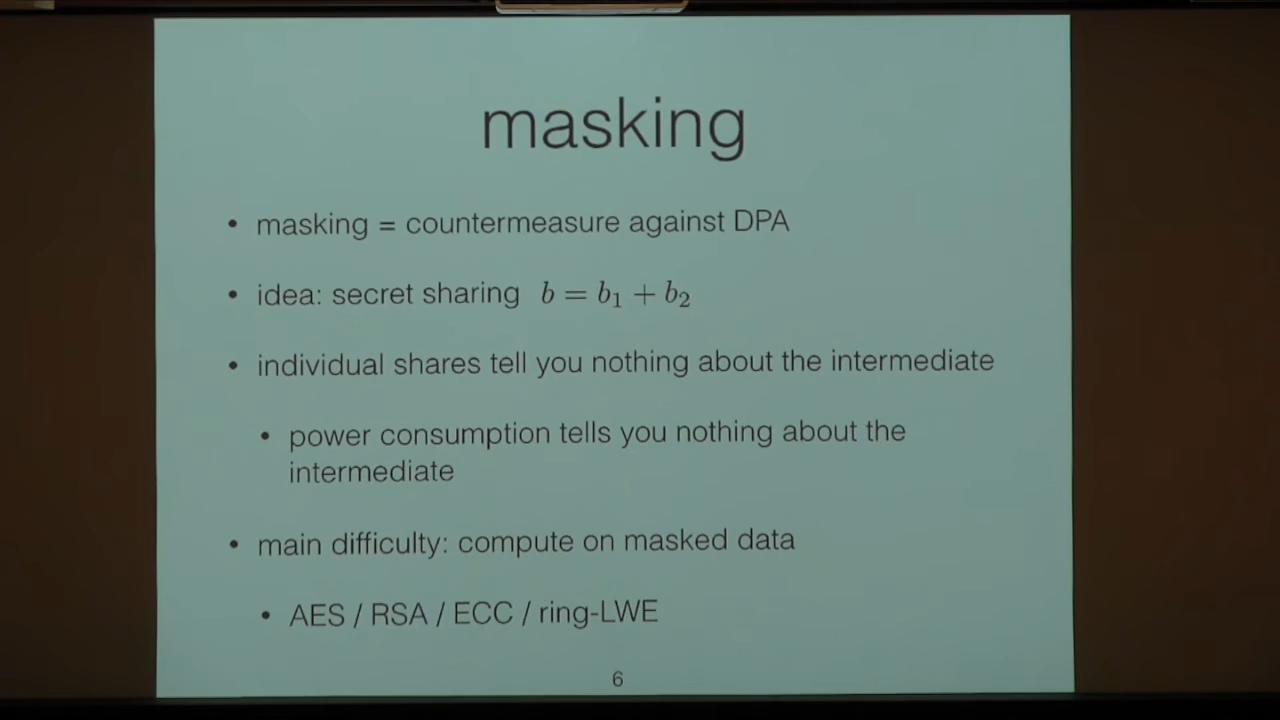 masking
• masking = countermeasure against DPA
• idea: secret sharing b = b₁ + b₂
• individual shares tell you nothing about the intermediate
• power consumption tells you nothing about the
intermediate
• main difficulty: compute on masked data
• AES / RSA / ECC / ring-LWE
6